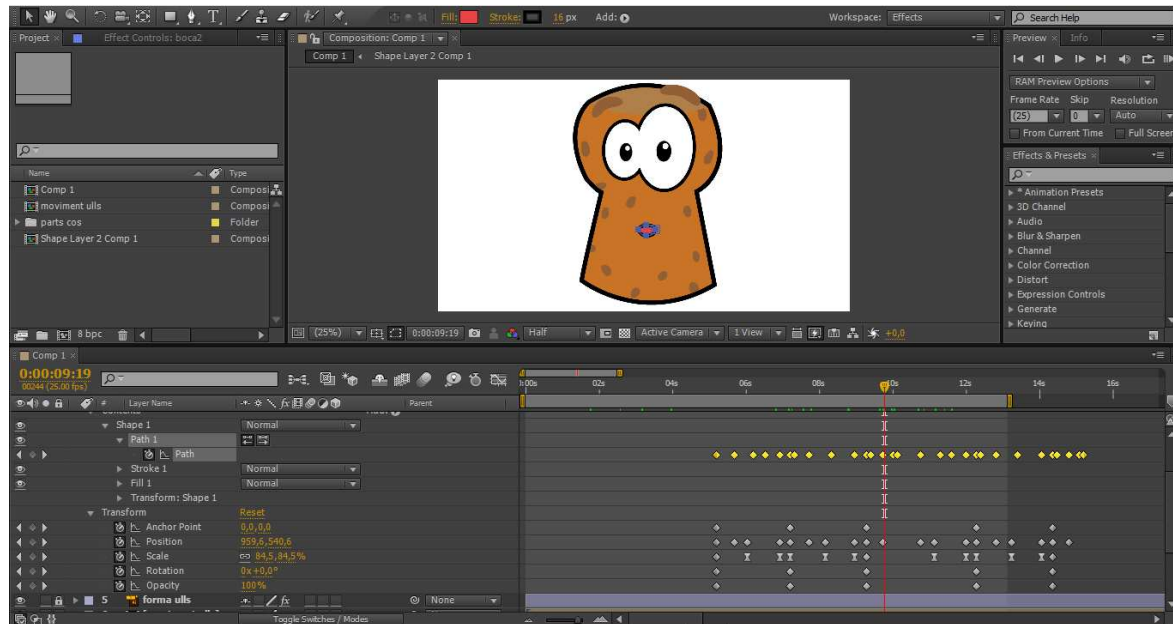 Fill: Stroke: 16 px Add: Workspace: Effects Search Help
Project × Effect Controls: boca2 Composition: Comp 1 × Preview × Info
Comp 1 Shape Layer 2 Comp 1
RAM Preview Options
Frame Rate Skip Resolution
(25) 0 Auto
From Current Time Full Screen
Effects & Presets ×
Name Type
Comp 1 Composi
moviment ulls Composi
parts cos Folder
Shape Layer 2 Comp 1 Composi
* Animation Presets
3D Channel
Audio
Blur & Sharpen
Channel
Color Correction
Distort
Expression Controls
Generate
Keying
8 bpc (25%) 0:00:09:19 Half Active Camera 1 View +0,0
Comp 1 ×
0:00:09:19
00244 (25.00 fps)
02s 04s 06s 08s 10s 12s 14s 16s
# Layer Name Parent
Shape 1 Normal
Path 1
Path
Stroke 1 Normal
Fill 1 Normal
Transform: Shape 1
Transform Reset
Anchor Point 0,0,0,0
Position 959,6,540,6
Scale 84,5,84,5%
Rotation 0x+0,0°
Opacity 100%
5 forma ulls None
Toggle Switches / Modes